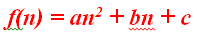 f(n) = an² + bn + c